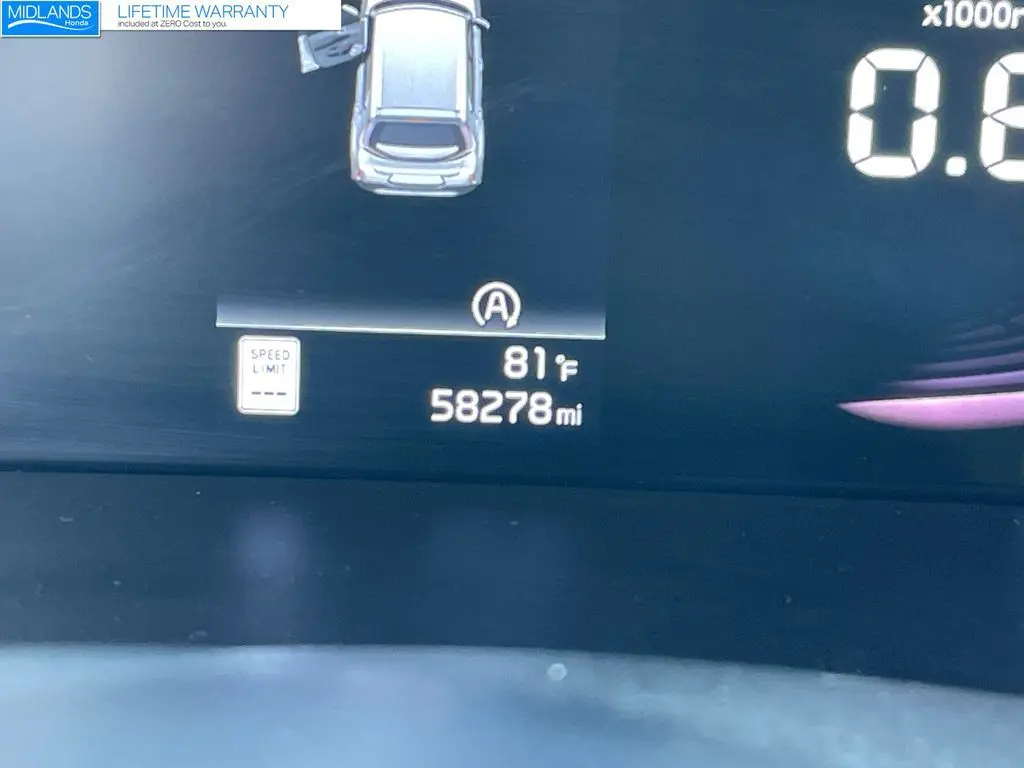 MIDLANDS
Honda
LIFETIME WARRANTY
included at ZERO Cost to you.
x1000r
0.
A
SPEED
LIMIT
---
81°F
58278mi